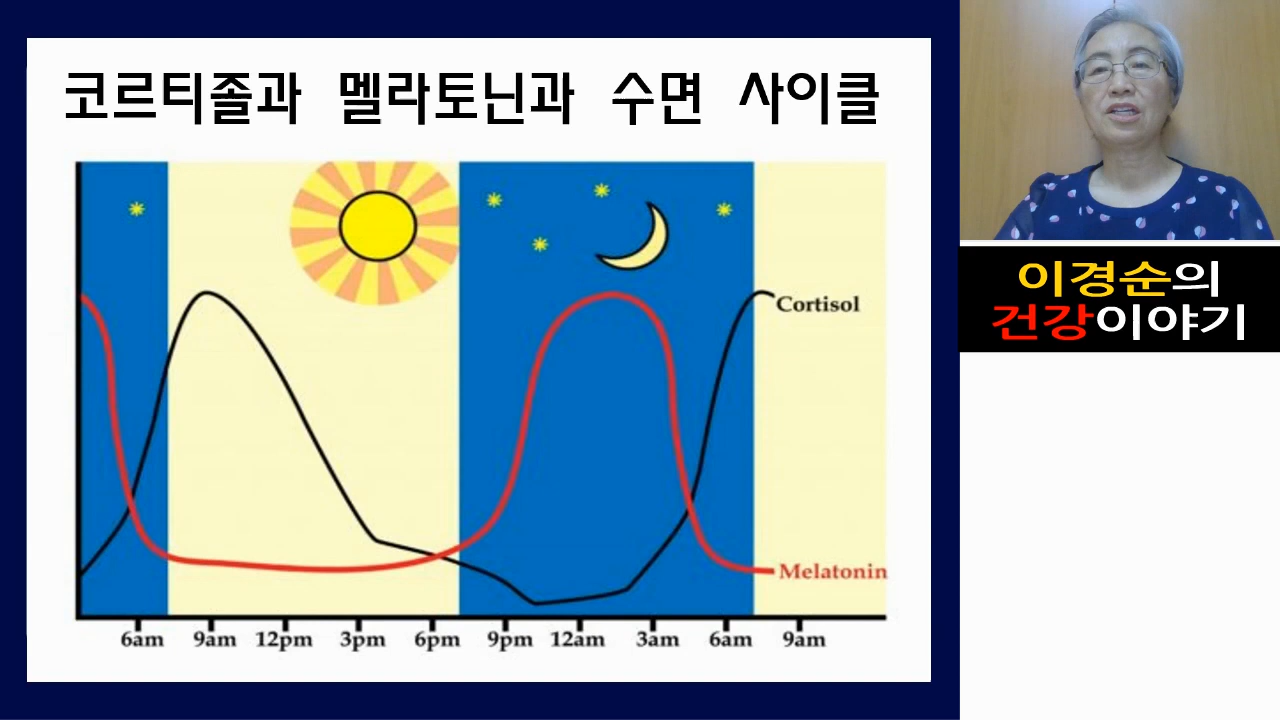 코르티졸과 멜라토닌과 수면 사이클
Cortisol
Melatonin
6am 9am 12pm 3pm 6pm 9pm 12am 3am 6am 9am
이경순의
건강이야기